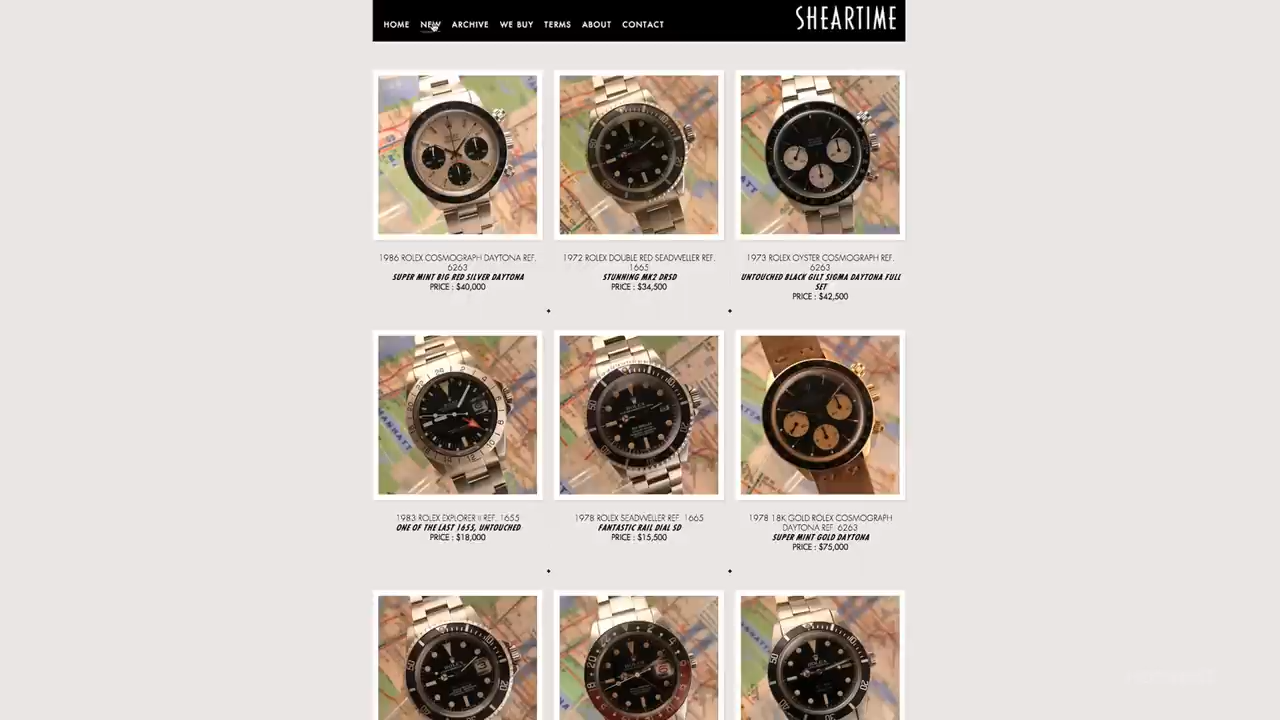 HOME NEW ARCHIVE WE BUY TERMS ABOUT CONTACT
SHEARTIME
1986 ROLEX COSMOGRAPH DAYTONA REF.
6263
SUPER MINT BIG RED SILVER DAYTONA
PRICE : $40,000
1972 ROLEX DOUBLE RED SEADWELLER REF.
1665
STUNNING MK2 DRSD
PRICE : $34,500
1973 ROLEX OYSTER COSMOGRAPH REF.
6263
UNTOUCHED BLACK GILT SIGMA DAYTONA FULL
SET
PRICE : $42,500
MANHATT
1983 ROLEX EXPLORER II REF. 1655
ONE OF THE LAST 1655, UNTOUCHED
PRICE : $18,000
1978 ROLEX SEADWELLER REF. 1665
FANTASTIC RAIL DIAL SD
PRICE : $15,500
1978 18K GOLD ROLEX COSMOGRAPH
DAYTONA REF. 6263
SUPER MINT GOLD DAYTONA
PRICE : $75,000